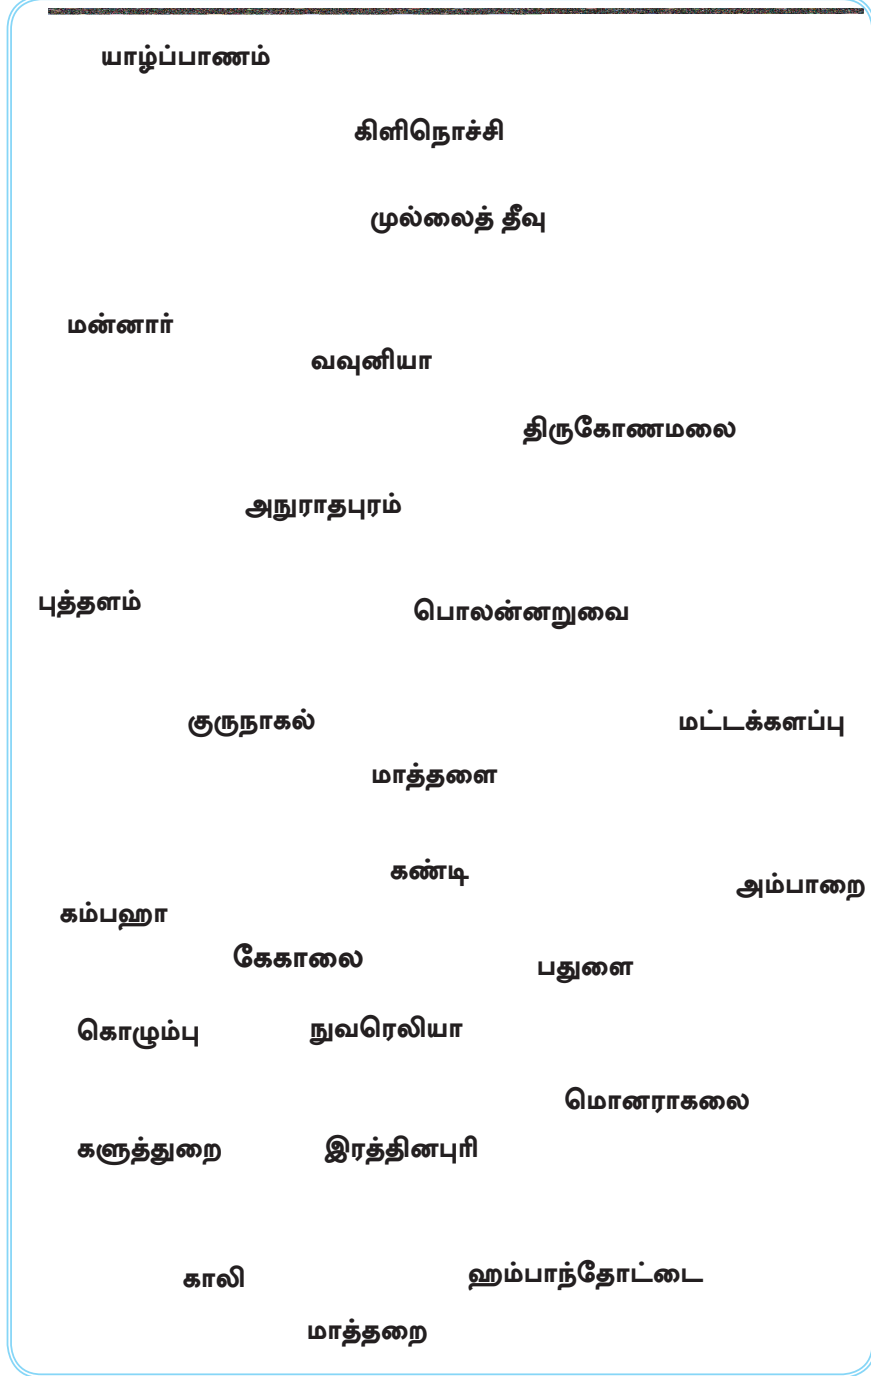 யாழ்ப்பாணம்
கிளிநொச்சி
முல்லைத் தீவு
மன்னார்
வவுனியா
திருகோணமலை
அநுராதபுரம்
புத்தளம்
பொலன்னறுவை
குருநாகல்
மட்டக்களப்பு
மாத்தளை
கண்டி
அம்பாறை
கம்பஹா
கேகாலை
பதுளை
கொழும்பு
நுவரெலியா
மொனராகலை
களுத்துறை
இரத்தினபுரி
காலி
ஹம்பாந்தோட்டை
மாத்தறை